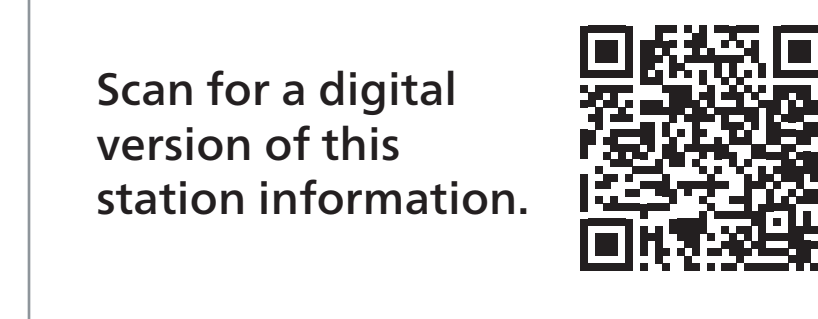 Scan for a digital
version of this
station information.